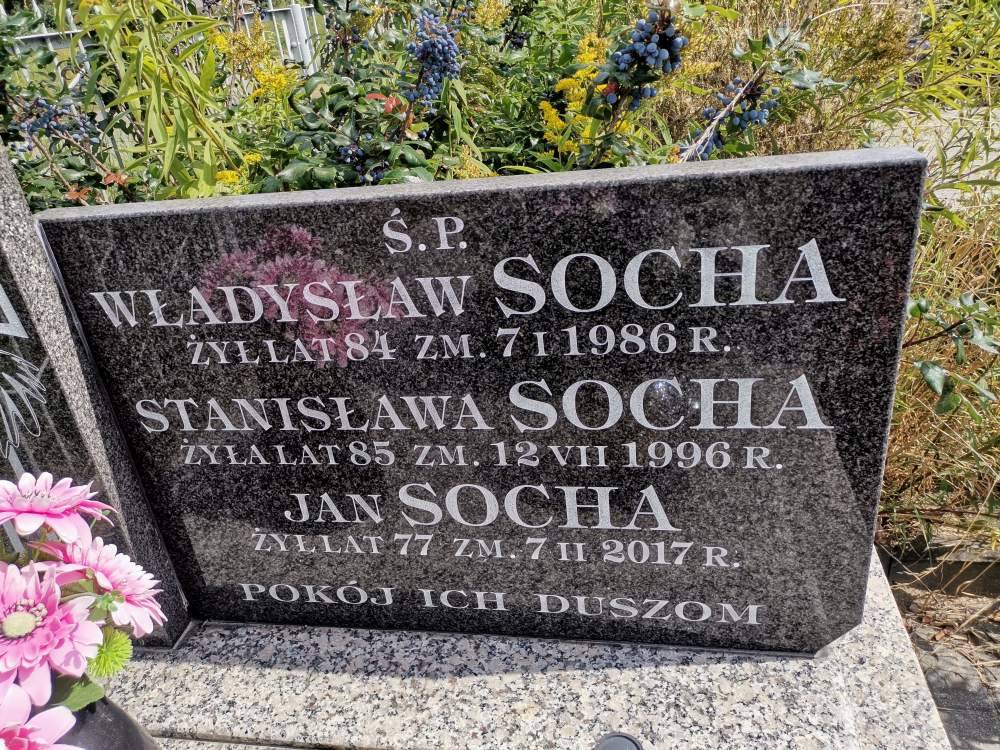 Ś.P.
WŁADYSŁAW SOCHA
ŻYŁ LAT 84 ZM. 7 I 1986 R.
STANISŁAWA SOCHA
ŻYŁA LAT 85 ZM. 12 VII 1996 R.
JAN SOCHA
ŻYŁ LAT 77 ZM. 7 II 2017 R.
POKÓJ ICH DUSZOM